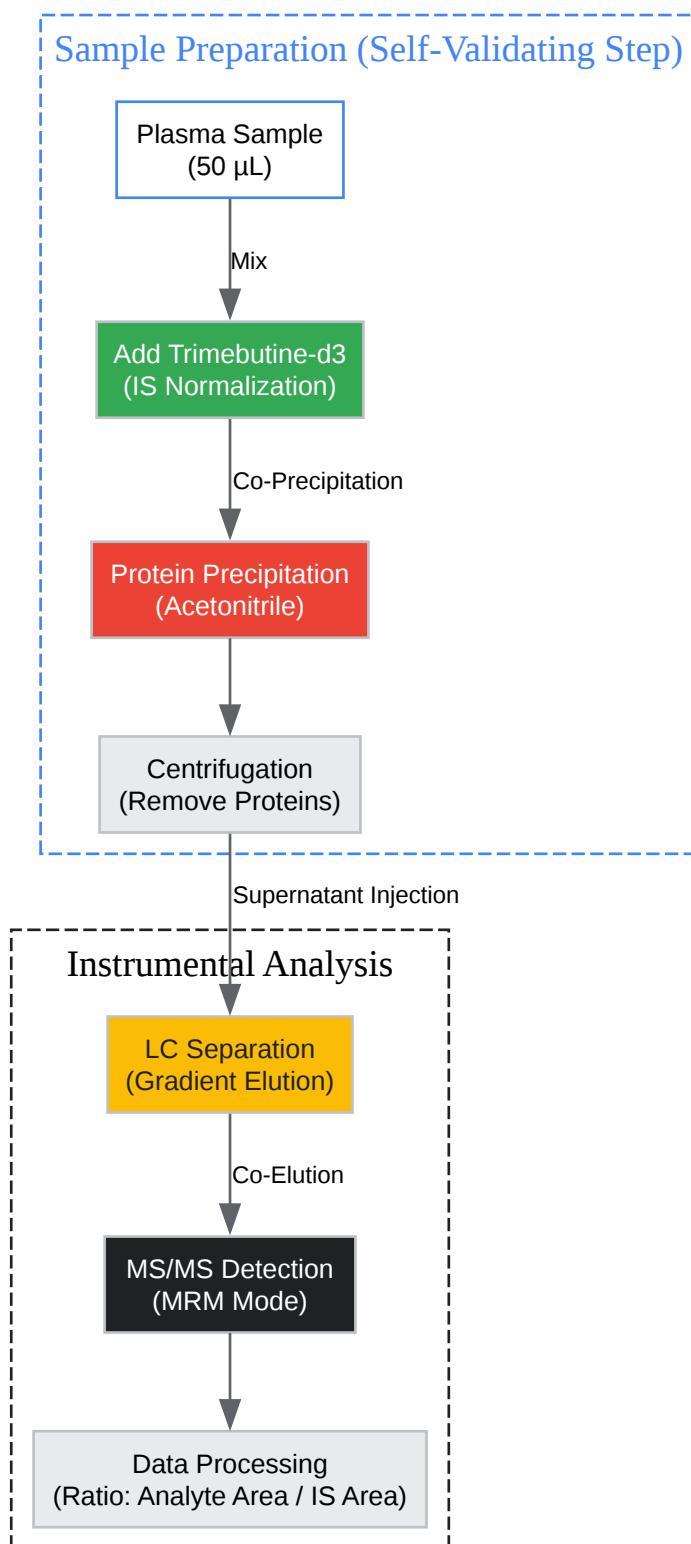 Sample Preparation (Self-Validating Step)
Plasma Sample
(50 µL)
Mix
Add Trimebutine-d3
(IS Normalization)
Co-Precipitation
Protein Precipitation
(Acetonitrile)
Centrifugation
(Remove Proteins)
Supernatant Injection
Instrumental Analysis
LC Separation
(Gradient Elution)
Co-Elution
MS/MS Detection
(MRM Mode)
Data Processing
(Ratio: Analyte Area / IS Area)